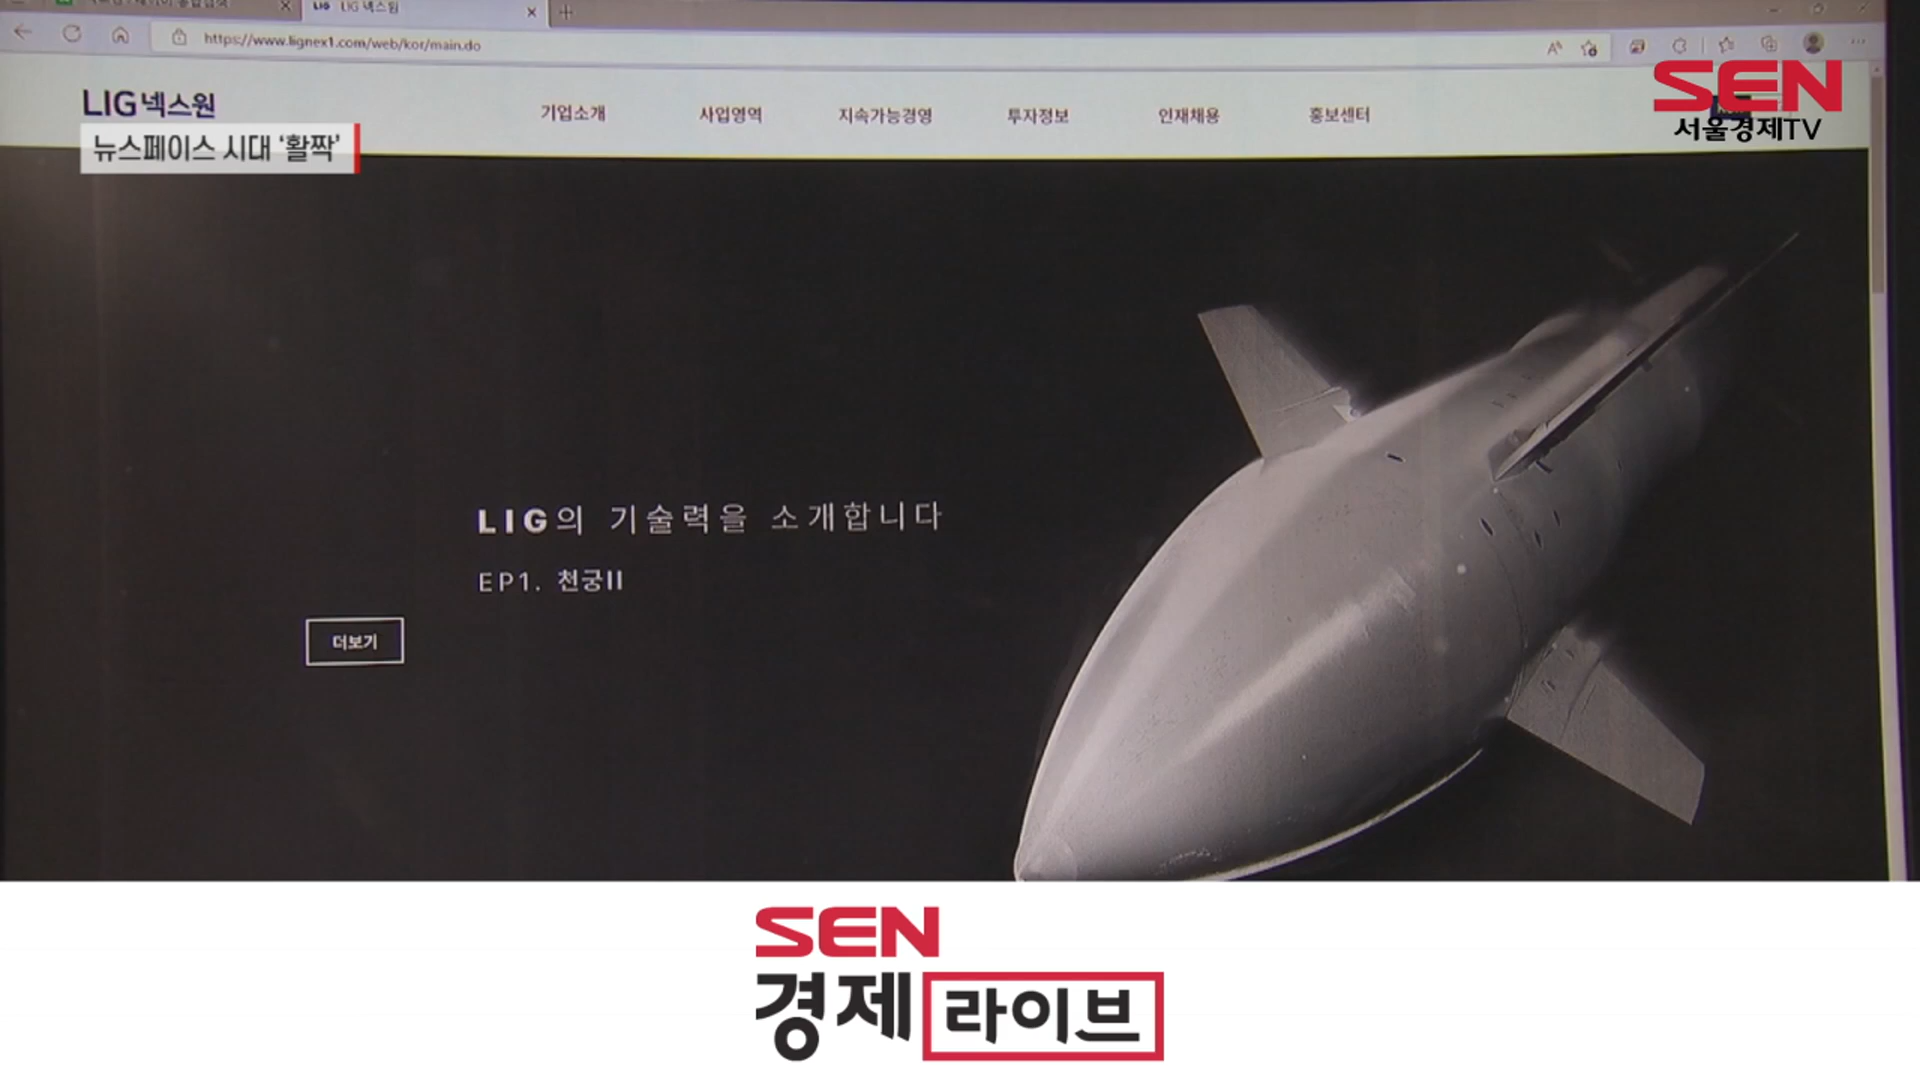 LIG 넥스원
https://www.lignex1.com/web/kor/main.do
LIG넥스원
기업소개 사업영역 지속가능경영 투자정보 인재채용 홍보센터
SEN
서울경제TV
뉴스페이스 시대 ‘활짝’
LIG의 기술력을 소개합니다
EP1. 천궁II
더보기
SEN
경제라이브